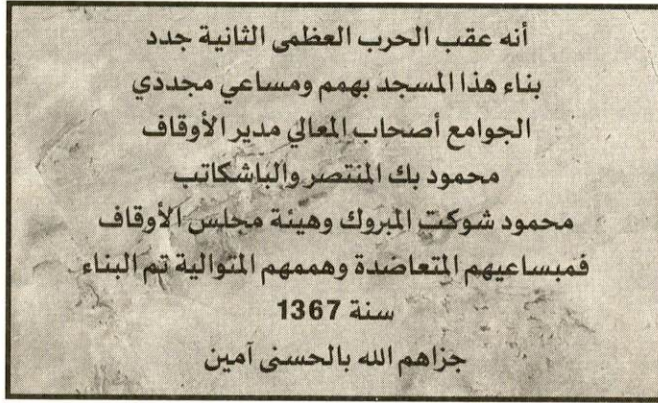 أنه عقب الحرب العظمى الثانية جدد
بناء هذا المسجد بهمم ومساعي مجددي
الجوامع أصحاب المعالي مدير الأوقاف
محمود بك المنتصر والباشكاتب
محمود شوكت المبروك وهيئة مجلس الأوقاف
فمبساعيهم المتعاضدة وهممهم المتوالية تم البناء
سنة 1367
جزاهم الله بالحسنى آمين